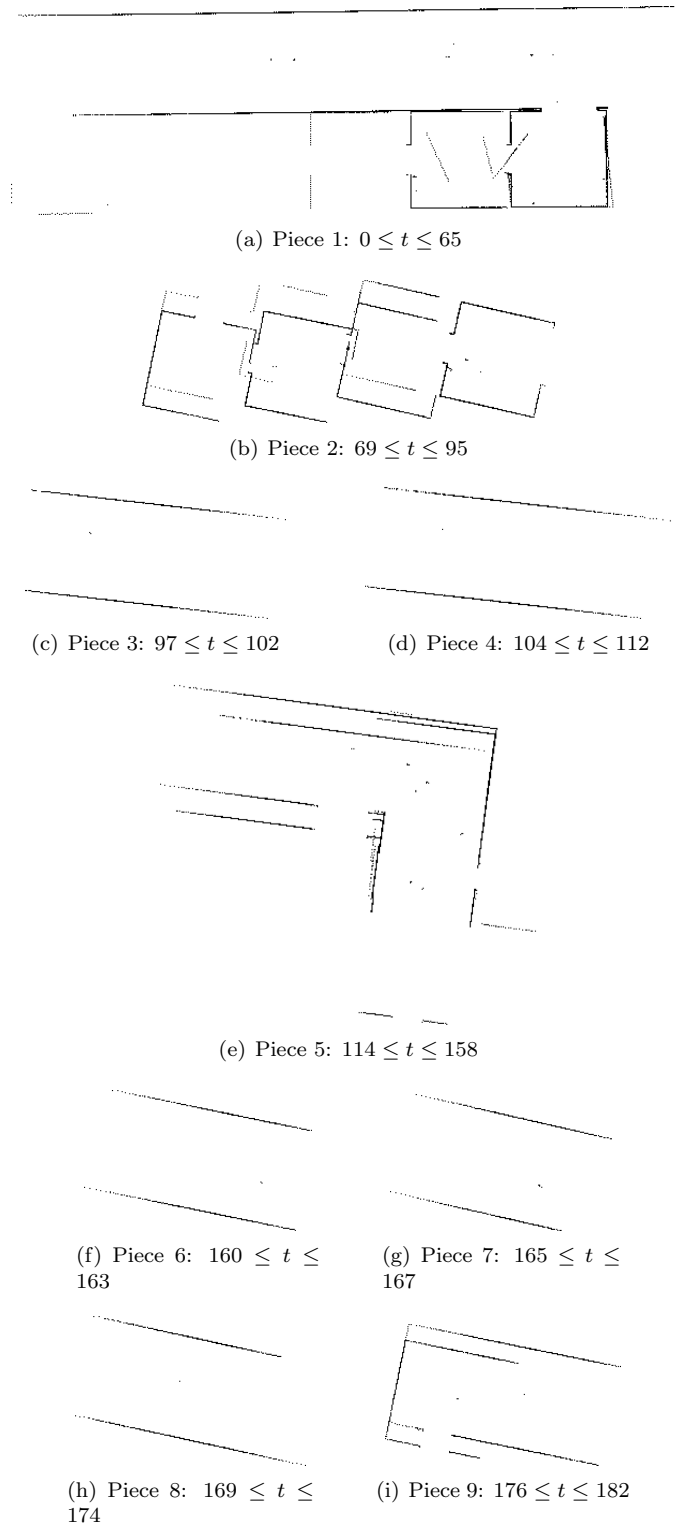 (a) Piece 1: 0 ≤ t ≤ 65
(b) Piece 2: 69 ≤ t ≤ 95
(c) Piece 3: 97 ≤ t ≤ 102
(d) Piece 4: 104 ≤ t ≤ 112
(e) Piece 5: 114 ≤ t ≤ 158
(f) Piece 6: 160 ≤ t ≤
163
(g) Piece 7: 165 ≤ t ≤
167
(h) Piece 8: 169 ≤ t ≤
174
(i) Piece 9: 176 ≤ t ≤ 182